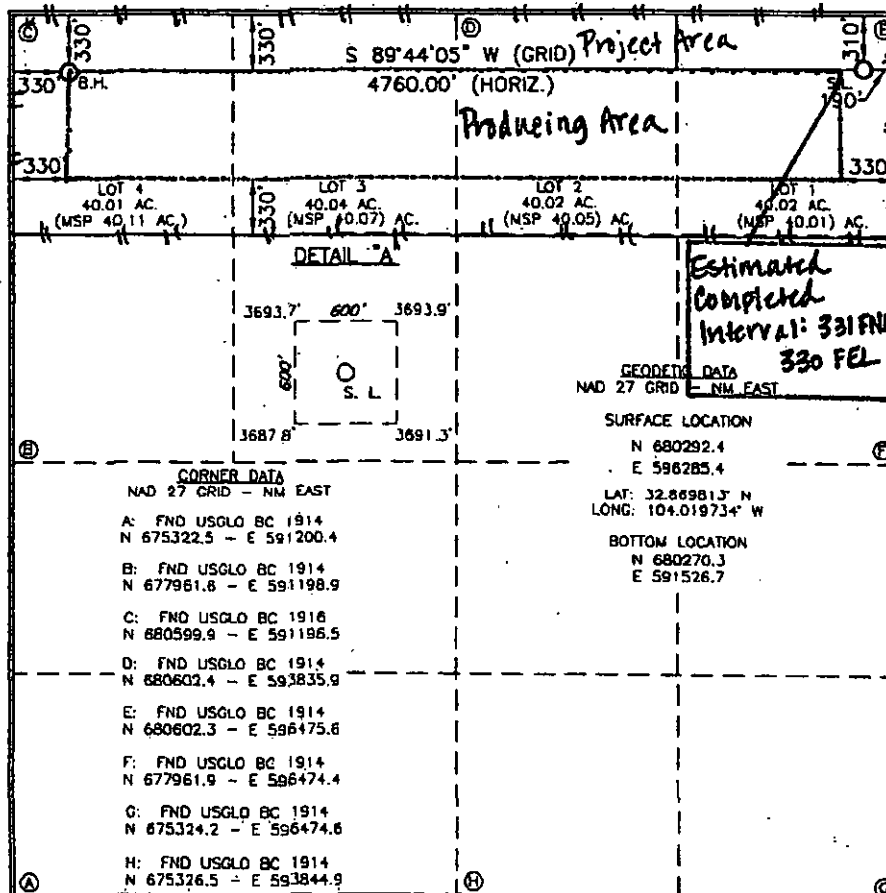 Ⓒ 330' 330' Ⓓ 310' Ⓔ
S 89°44'05" W (GRID) Project Area
330' B.H. 4760.00' (HORIZ.) S.L. 190'
Producing Area
330' 330' 330'
LOT 4 LOT 3 LOT 2 LOT 1
40.01 AC. 40.04 AC. 40.02 AC. 40.02 AC.
(MSP 40.11 AC.) (MSP 40.07) AC. (MSP 40.05) AC. (MSP 40.01) AC.
DETAIL "A"
3693.7' 600' 3693.9'
600'
S. L.
3687.8' 3691.3'
Estimated
Completed
Interval: 331 FNL
330 FEL
GEODETIC DATA
NAD 27 GRID - NM EAST
SURFACE LOCATION
N 680292.4
E 596285.4
LAT: 32.869813° N
LONG: 104.019734° W
BOTTOM LOCATION
N 680270.3
E 591526.7
Ⓑ Ⓕ
CORNER DATA
NAD 27 GRID - NM EAST
A: FND USGLO BC 1914
N 675322.5 - E 591200.4
B: FND USGLO BC 1914
N 677961.8 - E 591198.9
C: FND USGLO BC 1916
N 680599.9 - E 591196.5
D: FND USGLO BC 1914
N 680602.4 - E 593835.9
E: FND USGLO BC 1914
N 680602.3 - E 596475.6
F: FND USGLO BC 1914
N 677961.9 - E 596474.4
G: FND USGLO BC 1914
N 675324.2 - E 596474.6
H: FND USGLO BC 1914
N 675326.5 - E 593844.9
Ⓐ Ⓗ Ⓖ